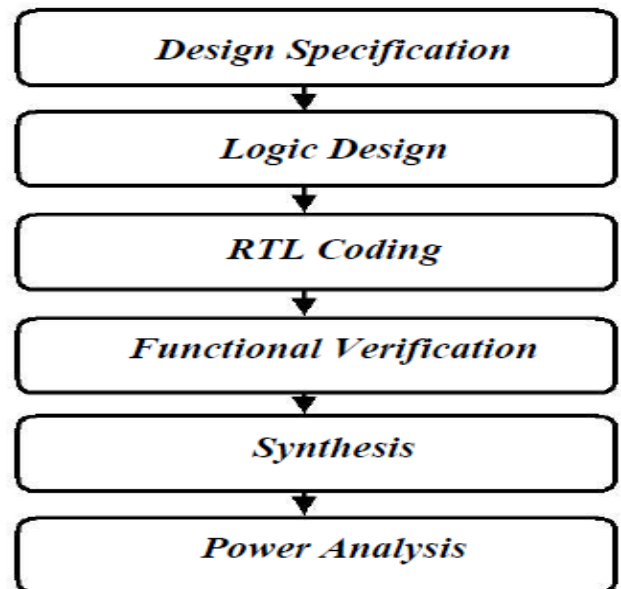 Design Specification
Logic Design
RTL Coding
Functional Verification
Synthesis
Power Analysis